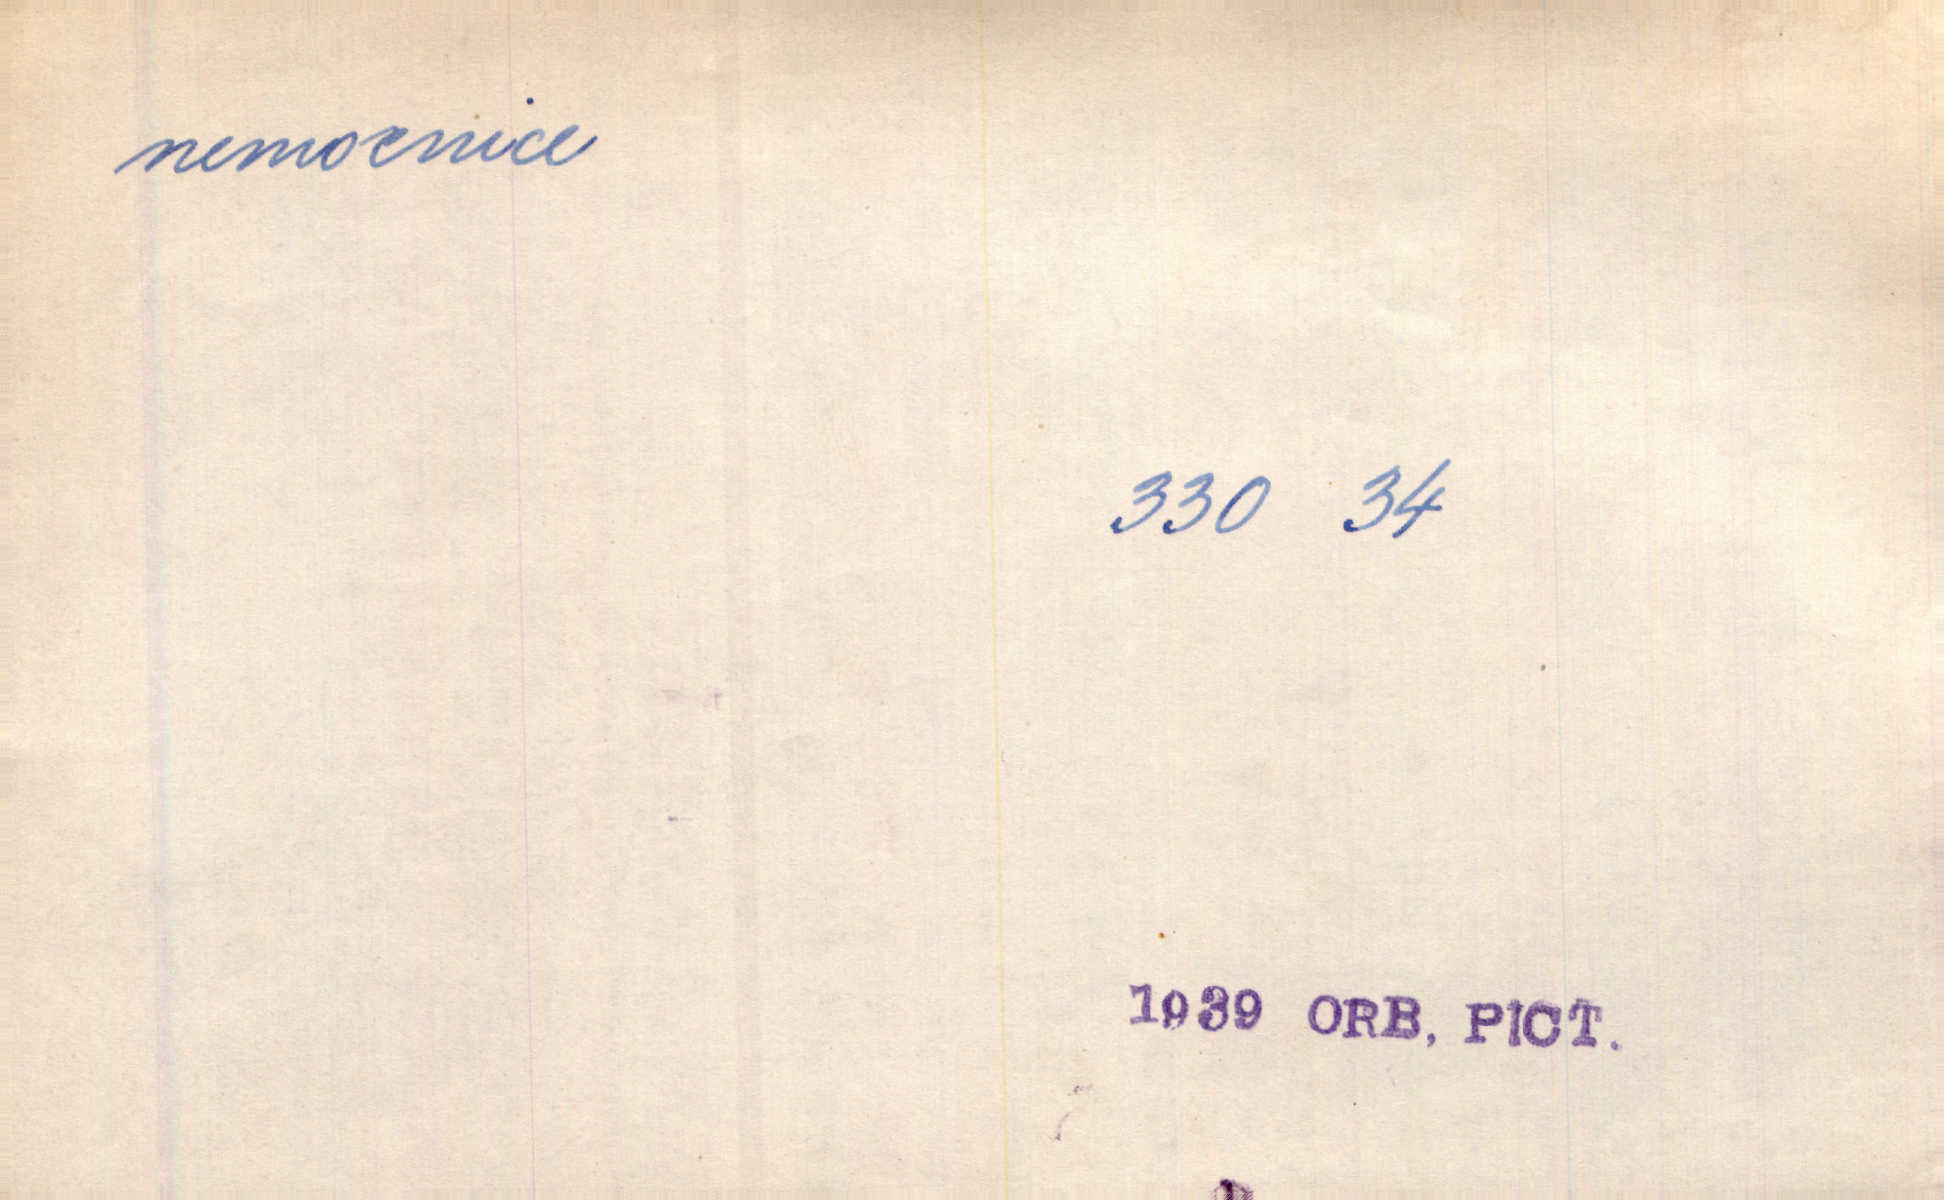 nemocnice
330 34
1939 ORB, PICT.